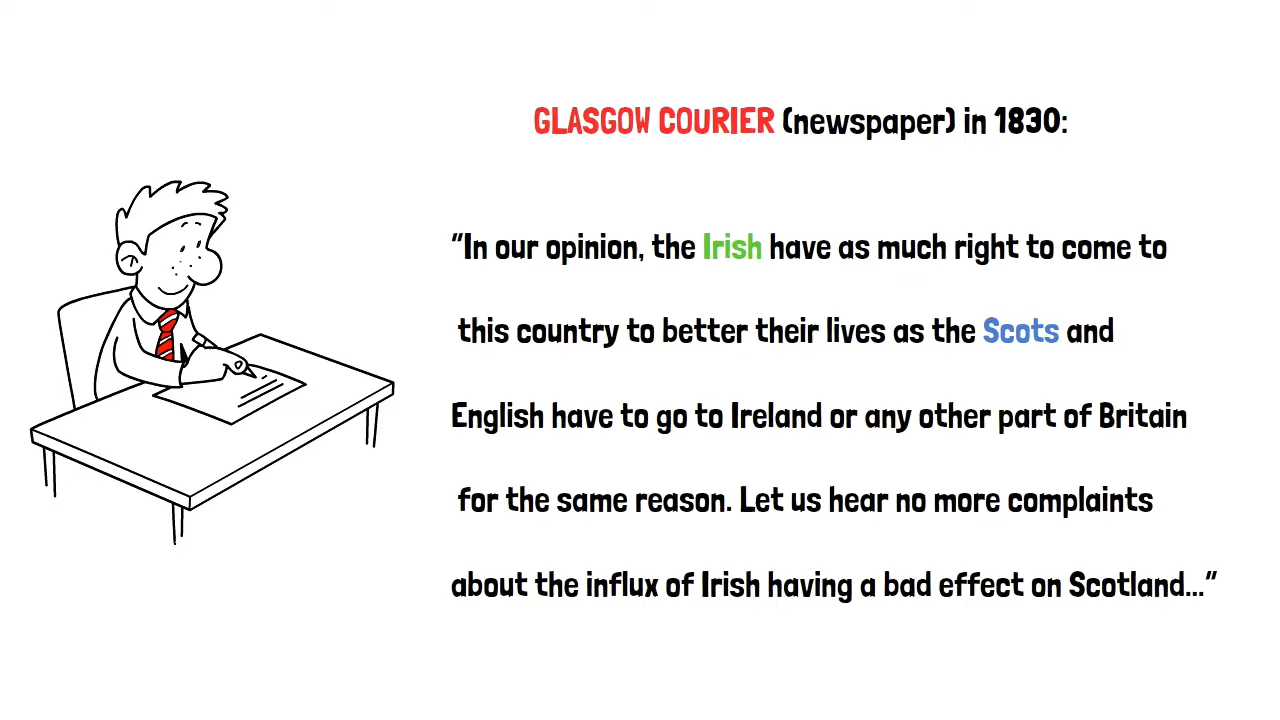 GLASGOW COURIER (newspaper) in 1830:
"In our opinion, the Irish have as much right to come to
this country to better their lives as the Scots and
English have to go to Ireland or any other part of Britain
for the same reason. Let us hear no more complaints
about the influx of Irish having a bad effect on Scotland..."